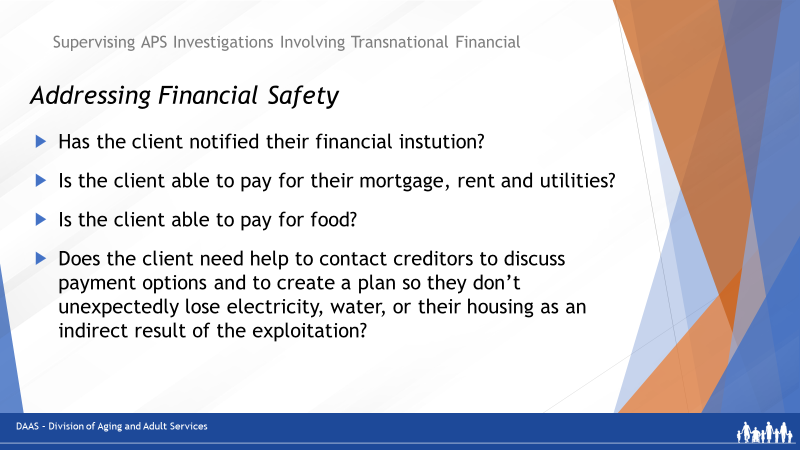 Supervising APS Investigations Involving Transnational Financial
Addressing Financial Safety
Has the client notified their financial instution?
Is the client able to pay for their mortgage, rent and utilities?
Is the client able to pay for food?
Does the client need help to contact creditors to discuss
payment options and to create a plan so they don’t
unexpectedly lose electricity, water, or their housing as an
indirect result of the exploitation?
DAAS – Division of Aging and Adult Services